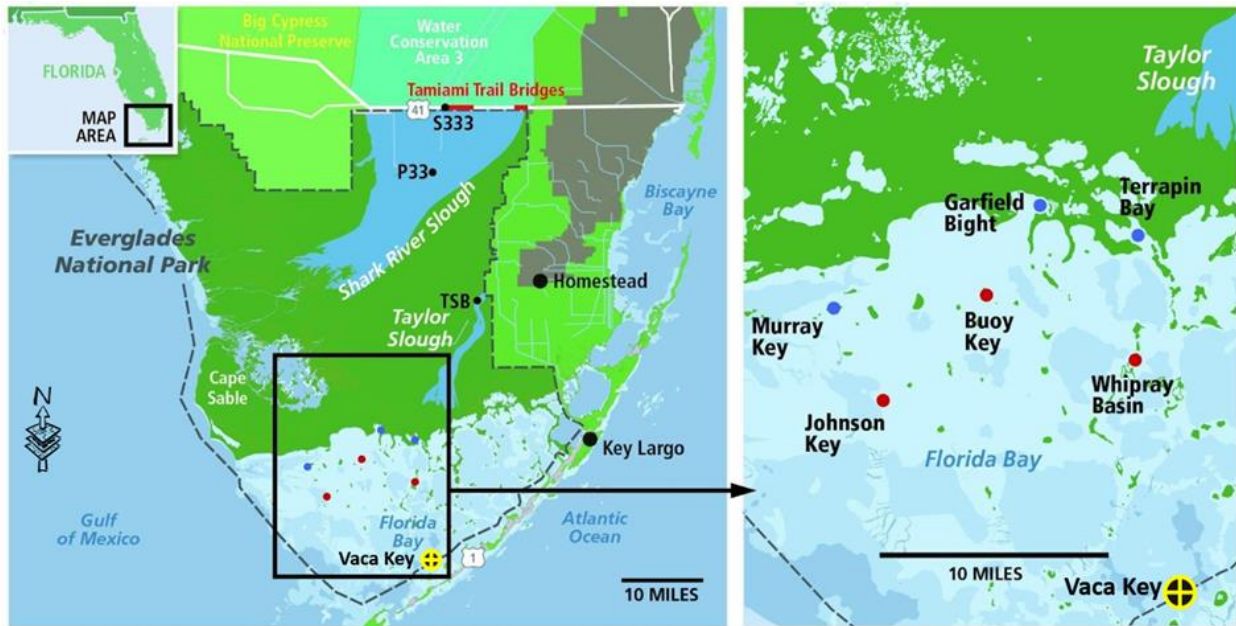 FLORIDA
MAP
AREA
Big Cypress
National Preserve
Water
Conservation
Area 3
Tamiami Trail Bridges
41
S333
P33
Shark River Slough
Biscayne
Bay
Everglades
National Park
Homestead
TSB
Taylor
Slough
Cape
Sable
N
Key Largo
Gulf
of Mexico
Florida
Bay
Vaca Key
1
Atlantic
Ocean
10 MILES
Taylor
Slough
Garfield
Bight
Terrapin
Bay
Murray
Key
Buoy
Key
Whipray
Basin
Johnson
Key
Florida Bay
10 MILES
Vaca Key